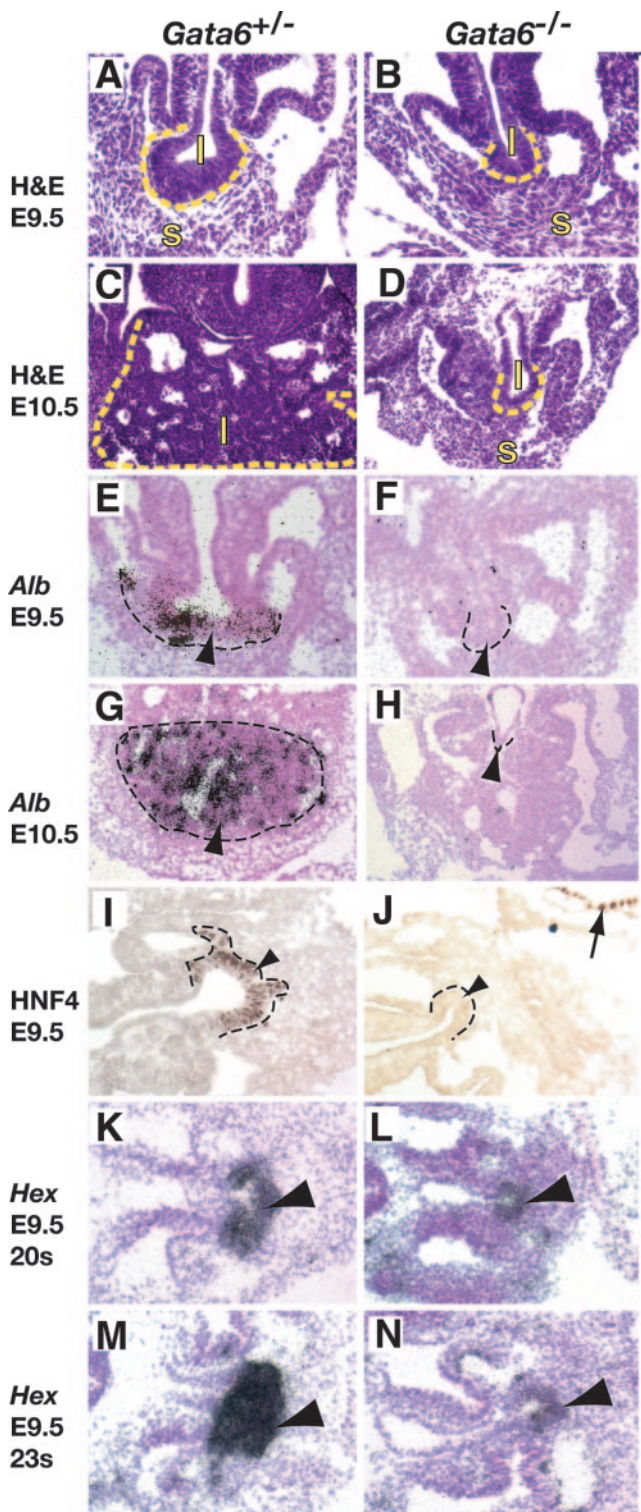 Gata6+/- Gata6-/-
A B
l l
H&E
E9.5
S S
C D
H&E
E10.5
l l
S
E F
Alb
E9.5
G H
Alb
E10.5
I J
HNF4
E9.5
K L
Hex
E9.5
20s
M N
Hex
E9.5
23s